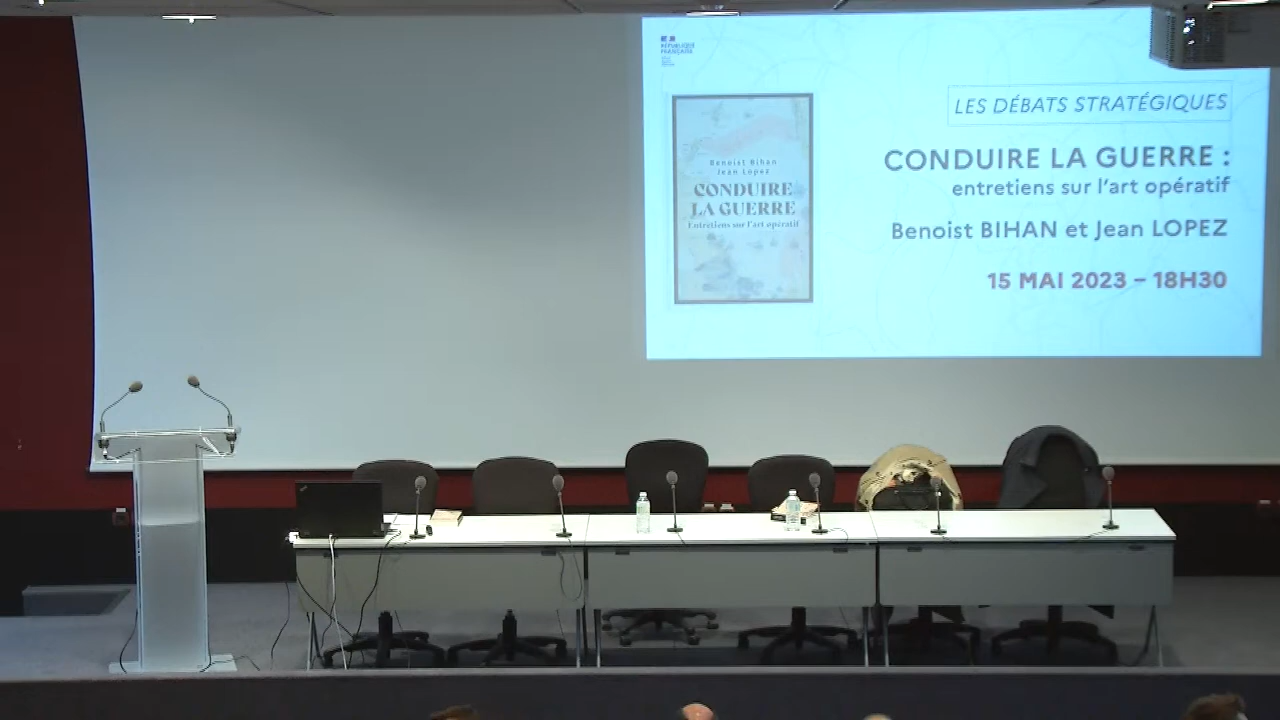 RÉPUBLIQUE
FRANÇAISE
Benoist Bihan
Jean Lopez
CONDUIRE
LA GUERRE
Entretiens sur l'art opératif
LES DÉBATS STRATÉGIQUES
CONDUIRE LA GUERRE :
entretiens sur l'art opératif
Benoist BIHAN et Jean LOPEZ
15 MAI 2023 – 18H30